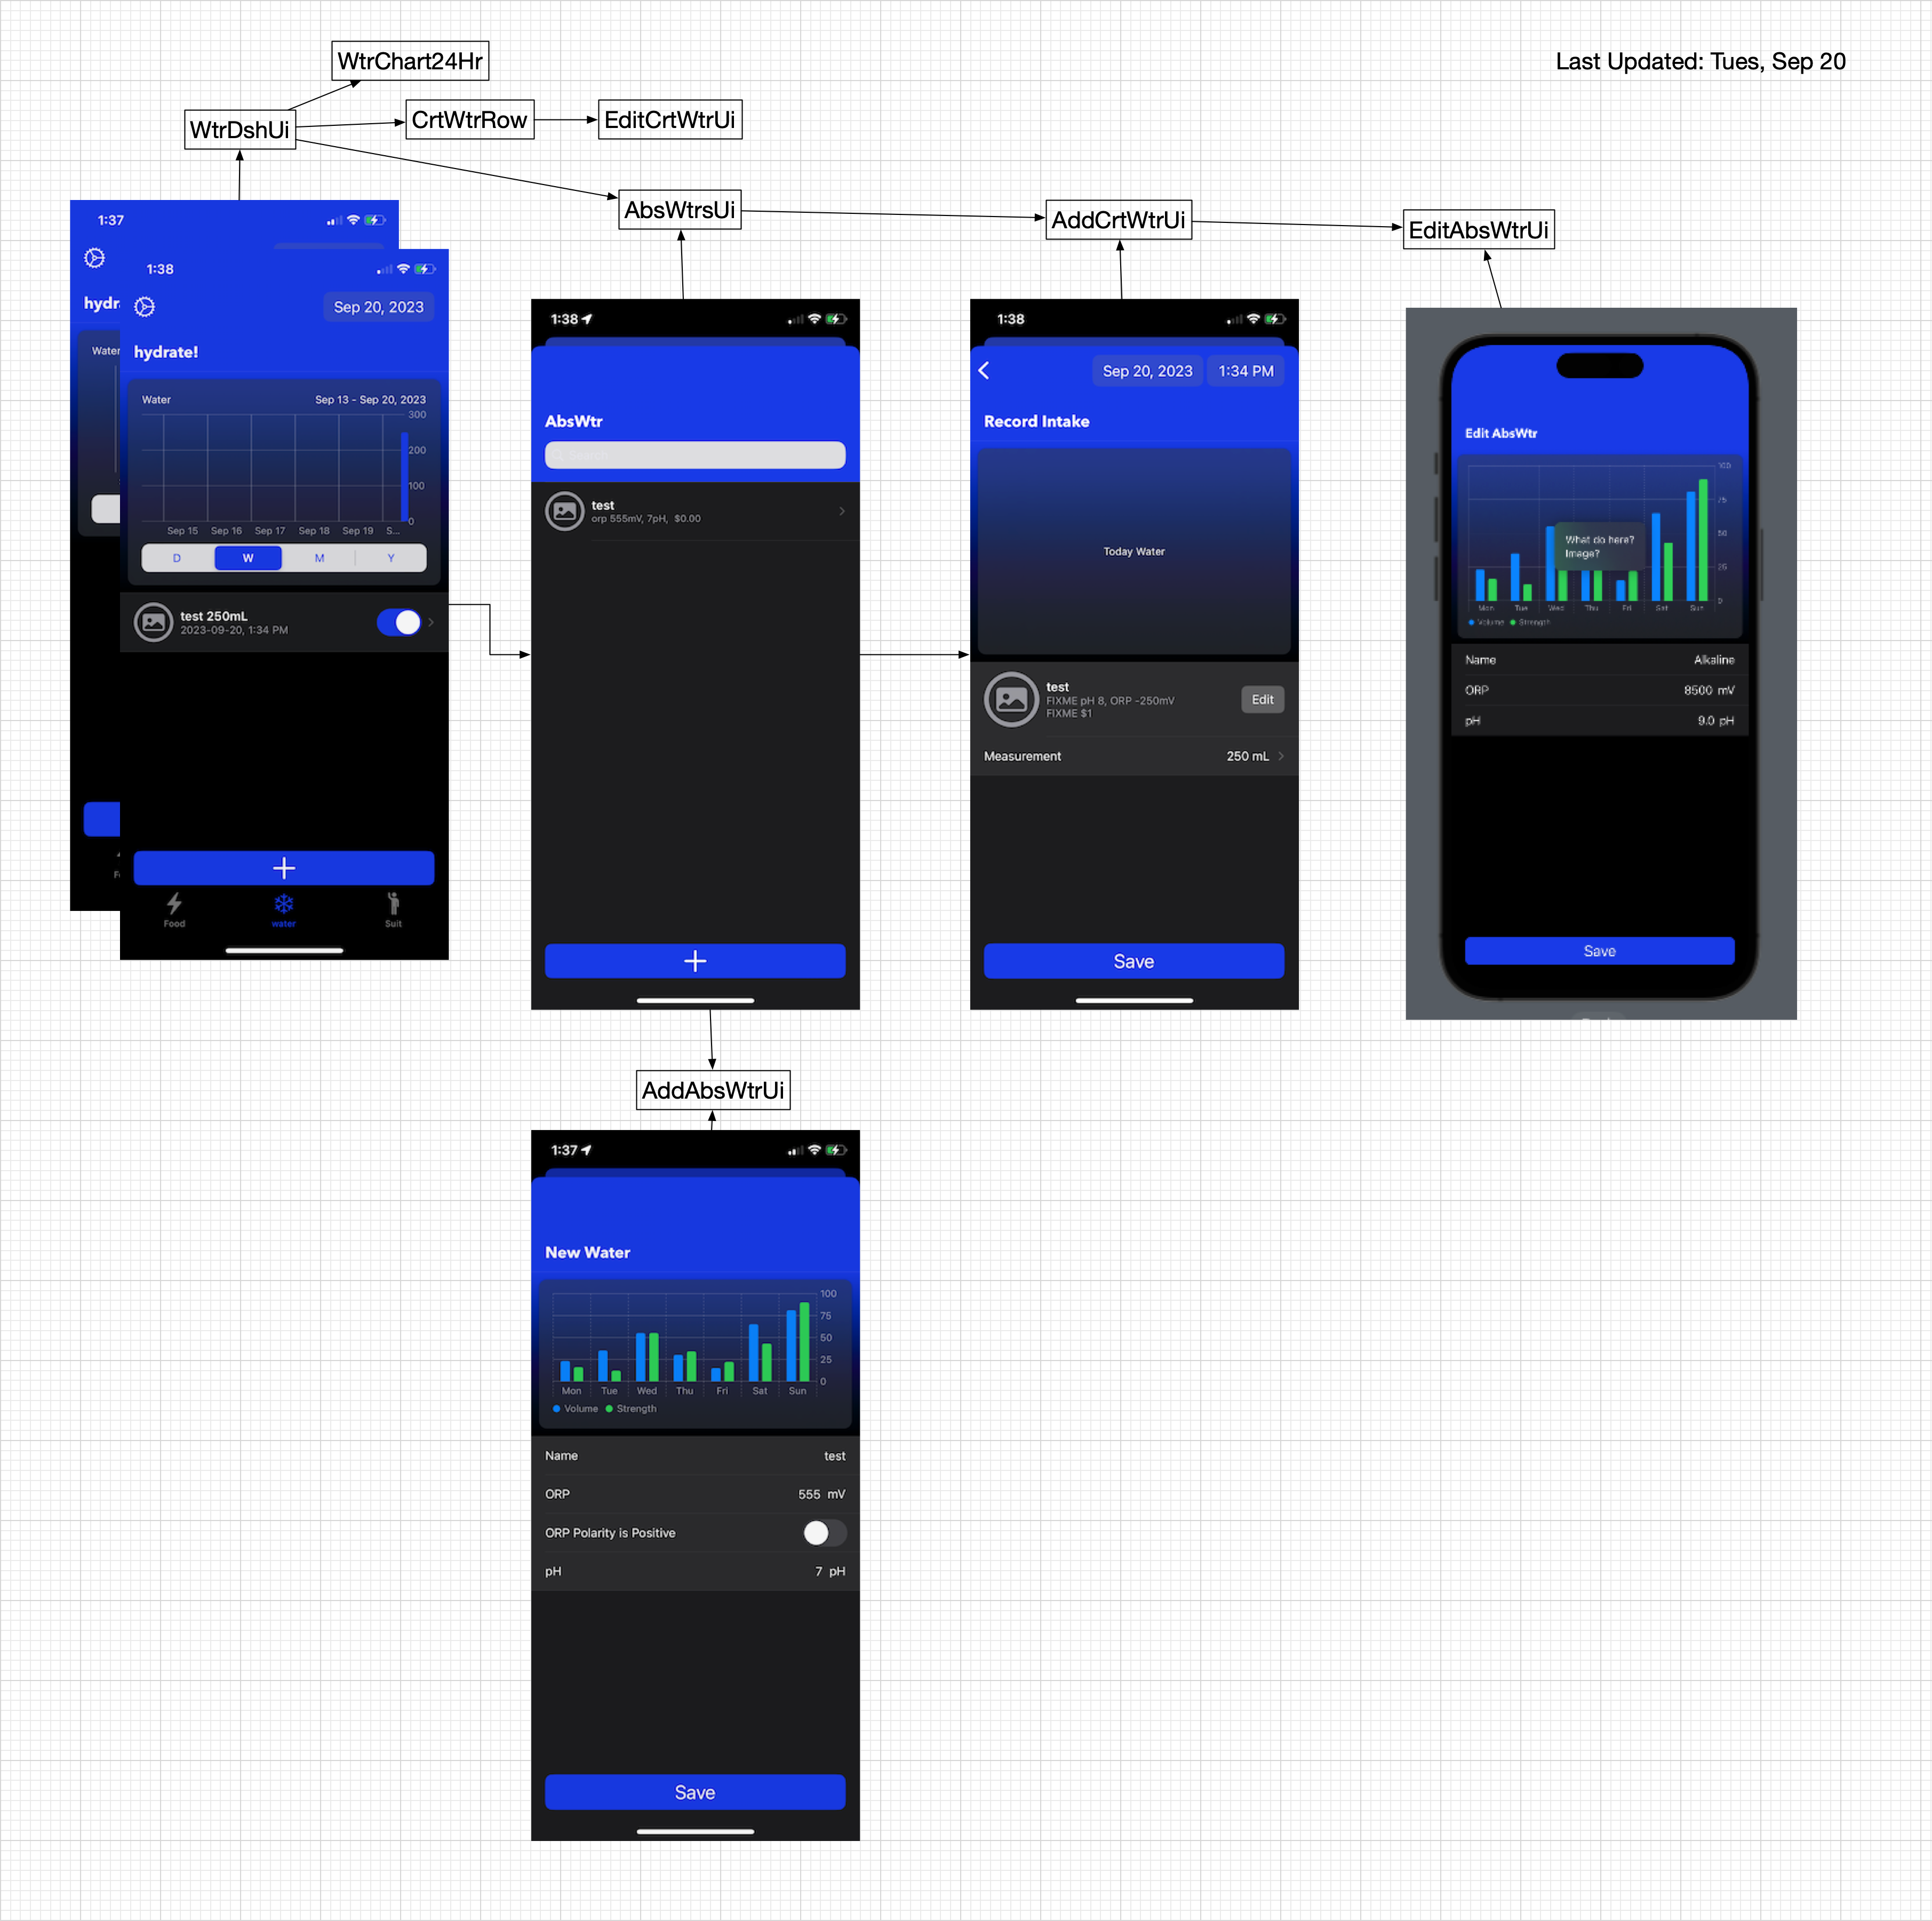 WtrChart24Hr
Last Updated: Tues, Sep 20
WtrDshUi
CrtWtrRow
EditCrtWtrUi
AbsWtrsUi
AddCrtWtrUi
EditAbsWtrUi
1:37
hydr
Water
1:38
Sep 20, 2023
hydrate!
Water
Sep 13 – Sep 20, 2023
300
200
100
0
Sep 15
Sep 16
Sep 17
Sep 18
Sep 19
S...
D
W
M
Y
test 250mL
2023-09-20, 1:34 PM
+
Food
water
Suit
1:38
AbsWtr
Search
test
orp 555mV, 7pH, $0.00
+
1:38
Sep 20, 2023
1:34 PM
Record Intake
Today Water
test
FIXME pH 8, ORP -250mV
FIXME $1
Edit
Measurement
250 mL
Save
Edit AbsWtr
100
75
50
25
0
What do here?
Image?
Mon
Tue
Wed
Thu
Fri
Sat
Sun
Volume
Strength
Name
Alkaline
ORP
8500 mV
pH
9.0 pH
Save
AddAbsWtrUi
1:37
New Water
100
75
50
25
0
Mon
Tue
Wed
Thu
Fri
Sat
Sun
Volume
Strength
Name
test
ORP
555 mV
ORP Polarity is Positive
pH
7 pH
Save